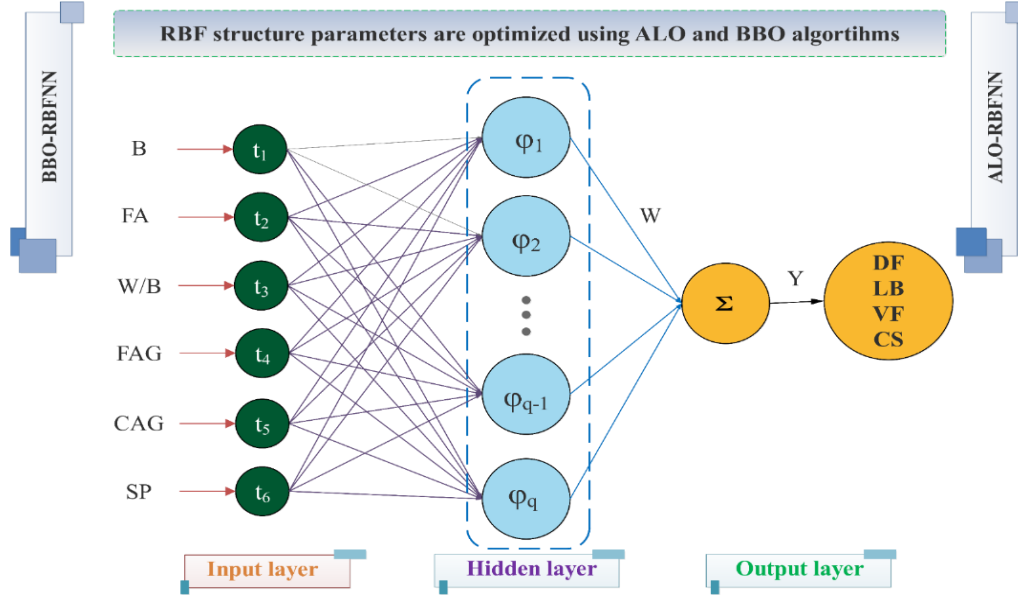 RBF structure parameters are optimized using ALO and BBO algortihms
BBO-RBFNN
ALO-RBFNN
B
FA
W/B
FAG
CAG
SP
t1
t2
t3
t4
t5
t6
φ1
φ2
φq-1
φq
W
Σ
Y
DF
LB
VF
CS
Input layer
Hidden layer
Output layer